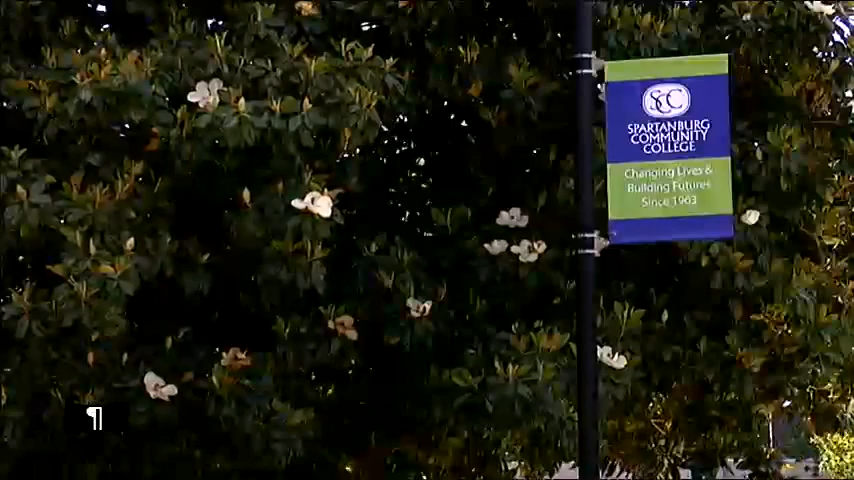 SCC
SPARTANBURG
COMMUNITY
COLLEGE
Changing Lives &
Building Futures
Since 1963
¶